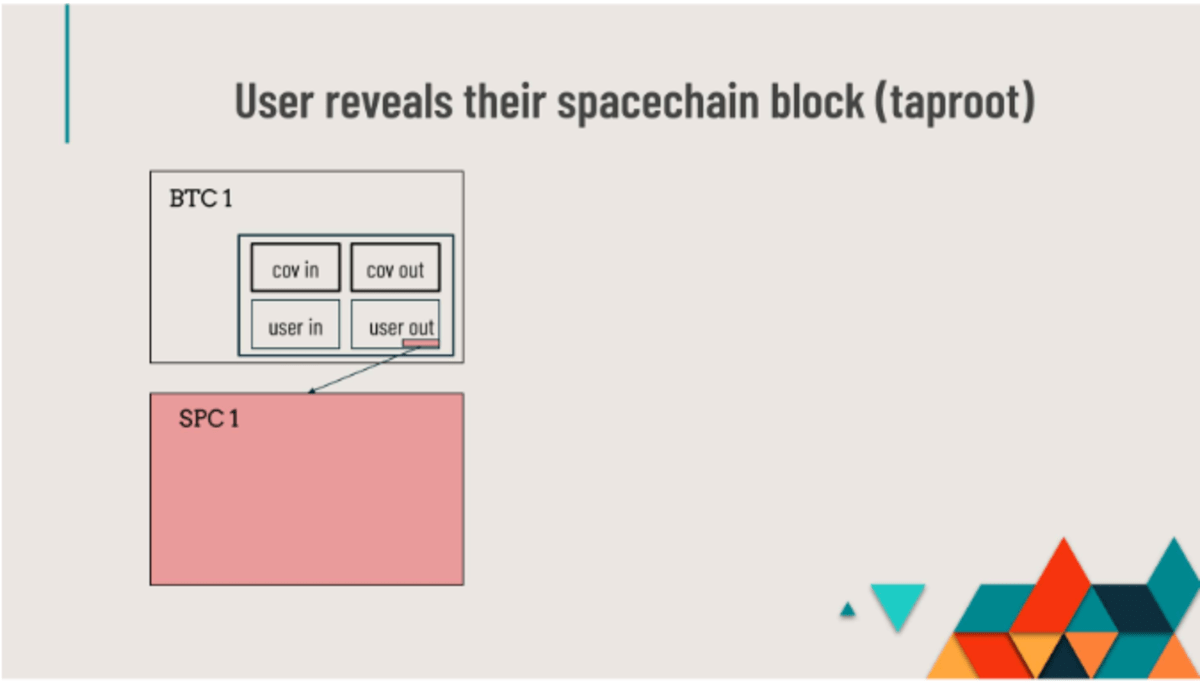 User reveals their spacechain block (taproot)
BTC 1
cov in
cov out
user in
user out
SPC 1